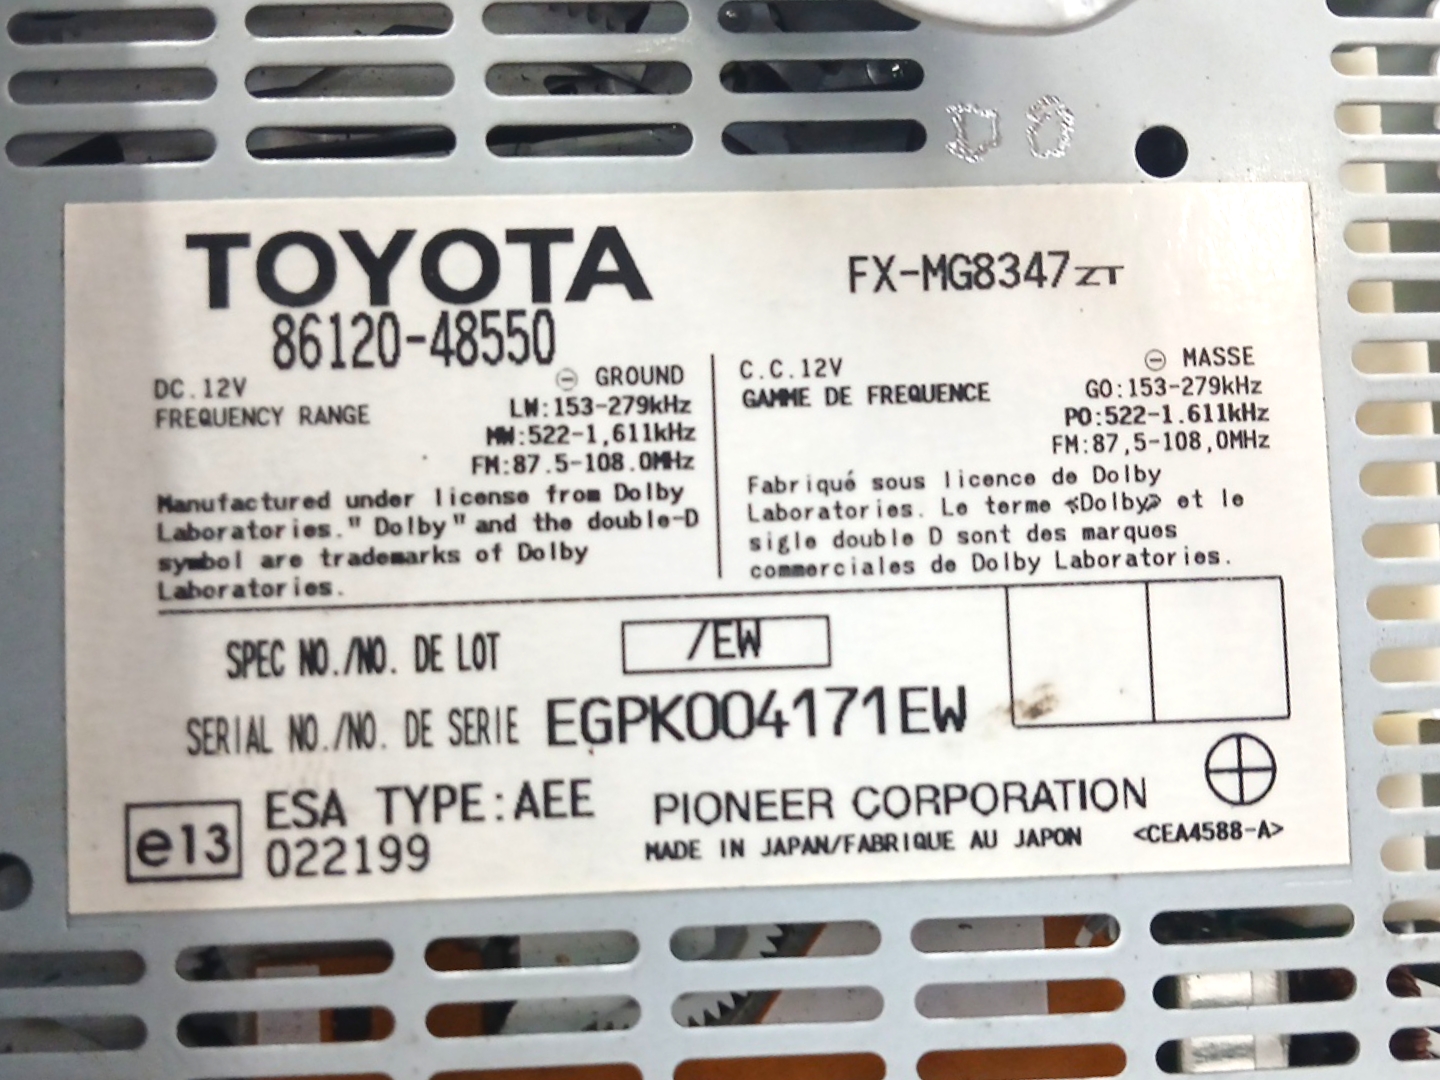 TOYOTA
86120-48550
FX-MG8347ZT
DC.12V
⊖ GROUND
FREQUENCY RANGE
LW:153-279kHz
MW:522-1,611kHz
FM:87.5-108.0MHz
Manufactured under license from Dolby
Laboratories." Dolby "and the double-D
symbol are trademarks of Dolby
Laboratories.
C.C.12V
⊖ MASSE
GAMME DE FREQUENCE
GO:153-279kHz
PO:522-1.611kHz
FM:87,5-108,0MHz
Fabriqué sous licence de Dolby
Laboratories. Le terme «Dolby» et le
sigle double D sont des marques
commerciales de Dolby Laboratories.
SPEC NO./NO. DE LOT /EW
SERIAL NO./NO. DE SERIE EGPK004171EW
e13
ESA TYPE:AEE
022199
PIONEER CORPORATION
MADE IN JAPAN/FABRIQUE AU JAPON <CEA4588-A>